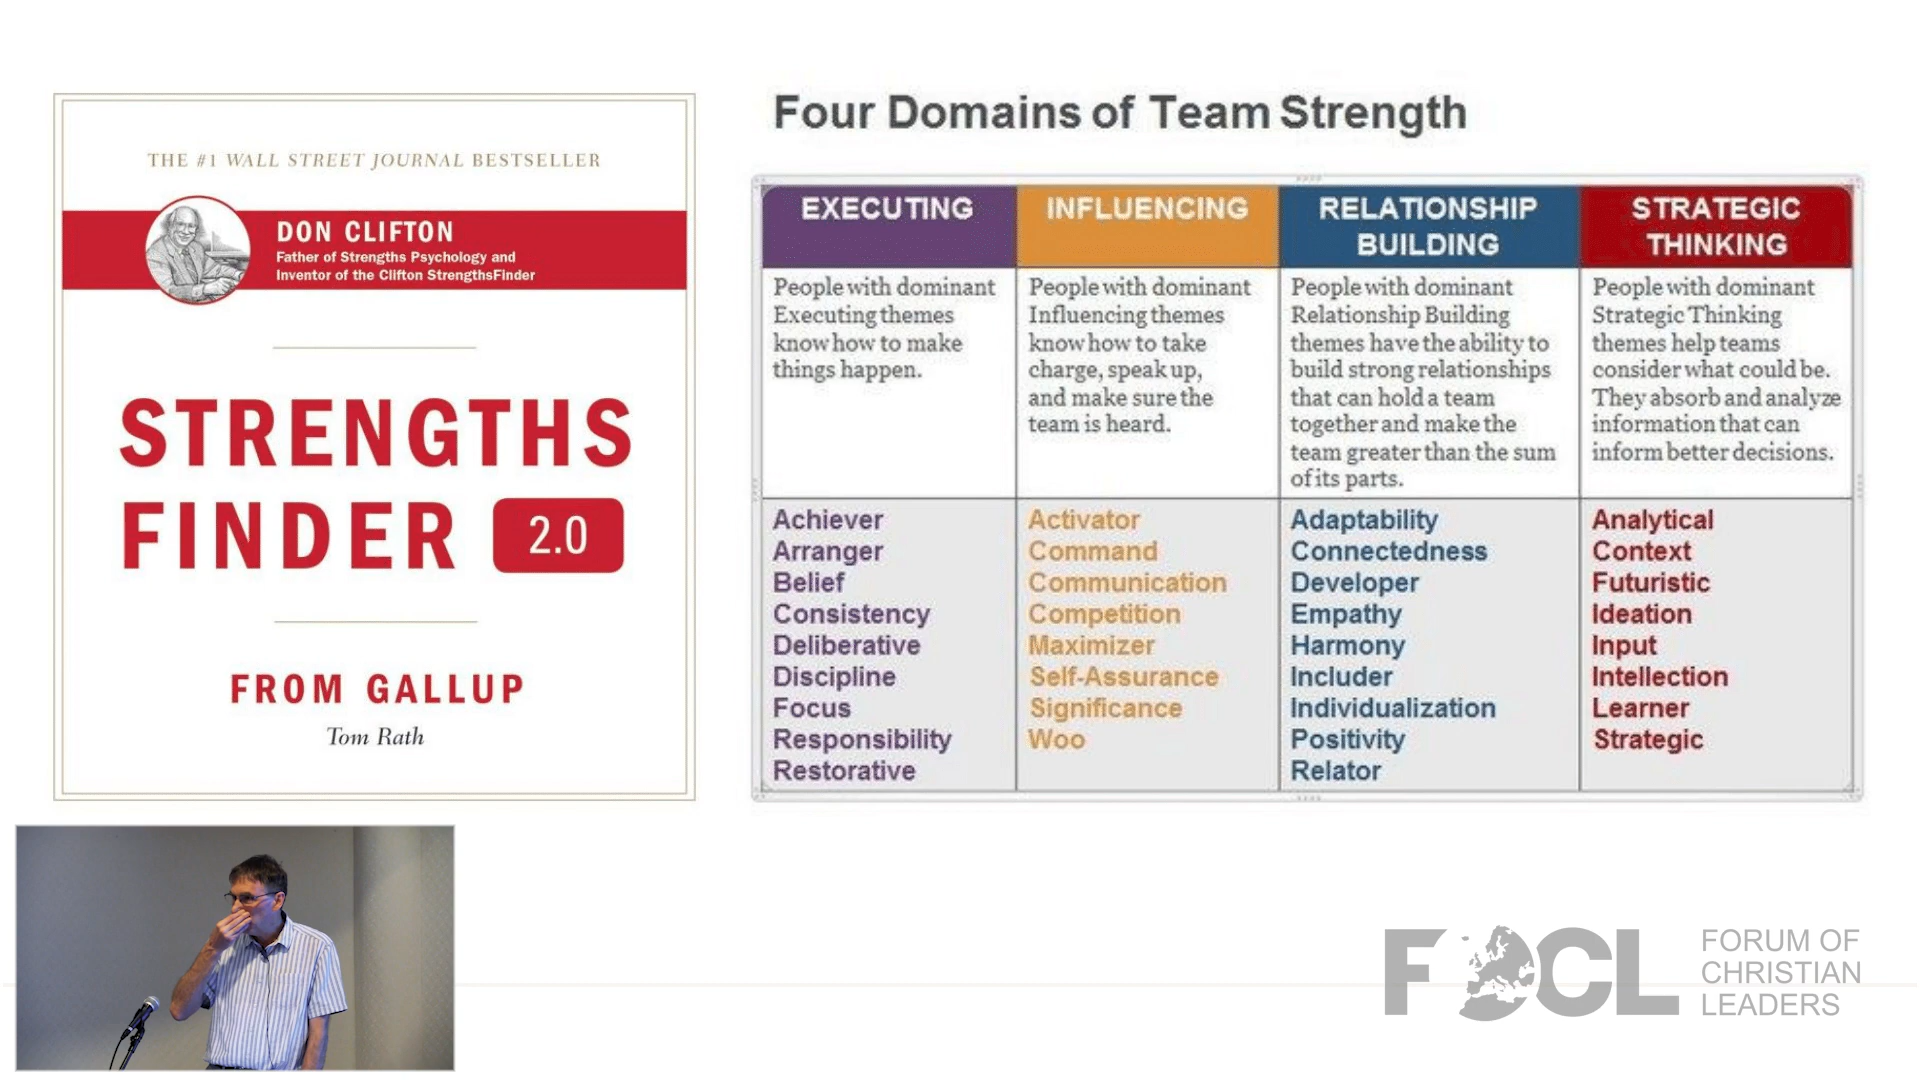 THE #1 WALL STREET JOURNAL BESTSELLER
DON CLIFTON
Father of Strengths Psychology and
Inventor of the Clifton StrengthsFinder
STRENGTHS
FINDER 2.0
FROM GALLUP
Tom Rath
Four Domains of Team Strength
EXECUTING
People with dominant
Executing themes
know how to make
things happen.
Achiever
Arranger
Belief
Consistency
Deliberative
Discipline
Focus
Responsibility
Restorative
INFLUENCING
People with dominant
Influencing themes
know how to take
charge, speak up,
and make sure the
team is heard.
Activator
Command
Communication
Competition
Maximizer
Self-Assurance
Significance
Woo
RELATIONSHIP
BUILDING
People with dominant
Relationship Building
themes have the ability to
build strong relationships
that can hold a team
together and make the
team greater than the sum
of its parts.
Adaptability
Connectedness
Developer
Empathy
Harmony
Includer
Individualization
Positivity
Relator
STRATEGIC
THINKING
People with dominant
Strategic Thinking
themes help teams
consider what could be.
They absorb and analyze
information that can
inform better decisions.
Analytical
Context
Futuristic
Ideation
Input
Intellection
Learner
Strategic
FOCL
FORUM OF
CHRISTIAN
LEADERS